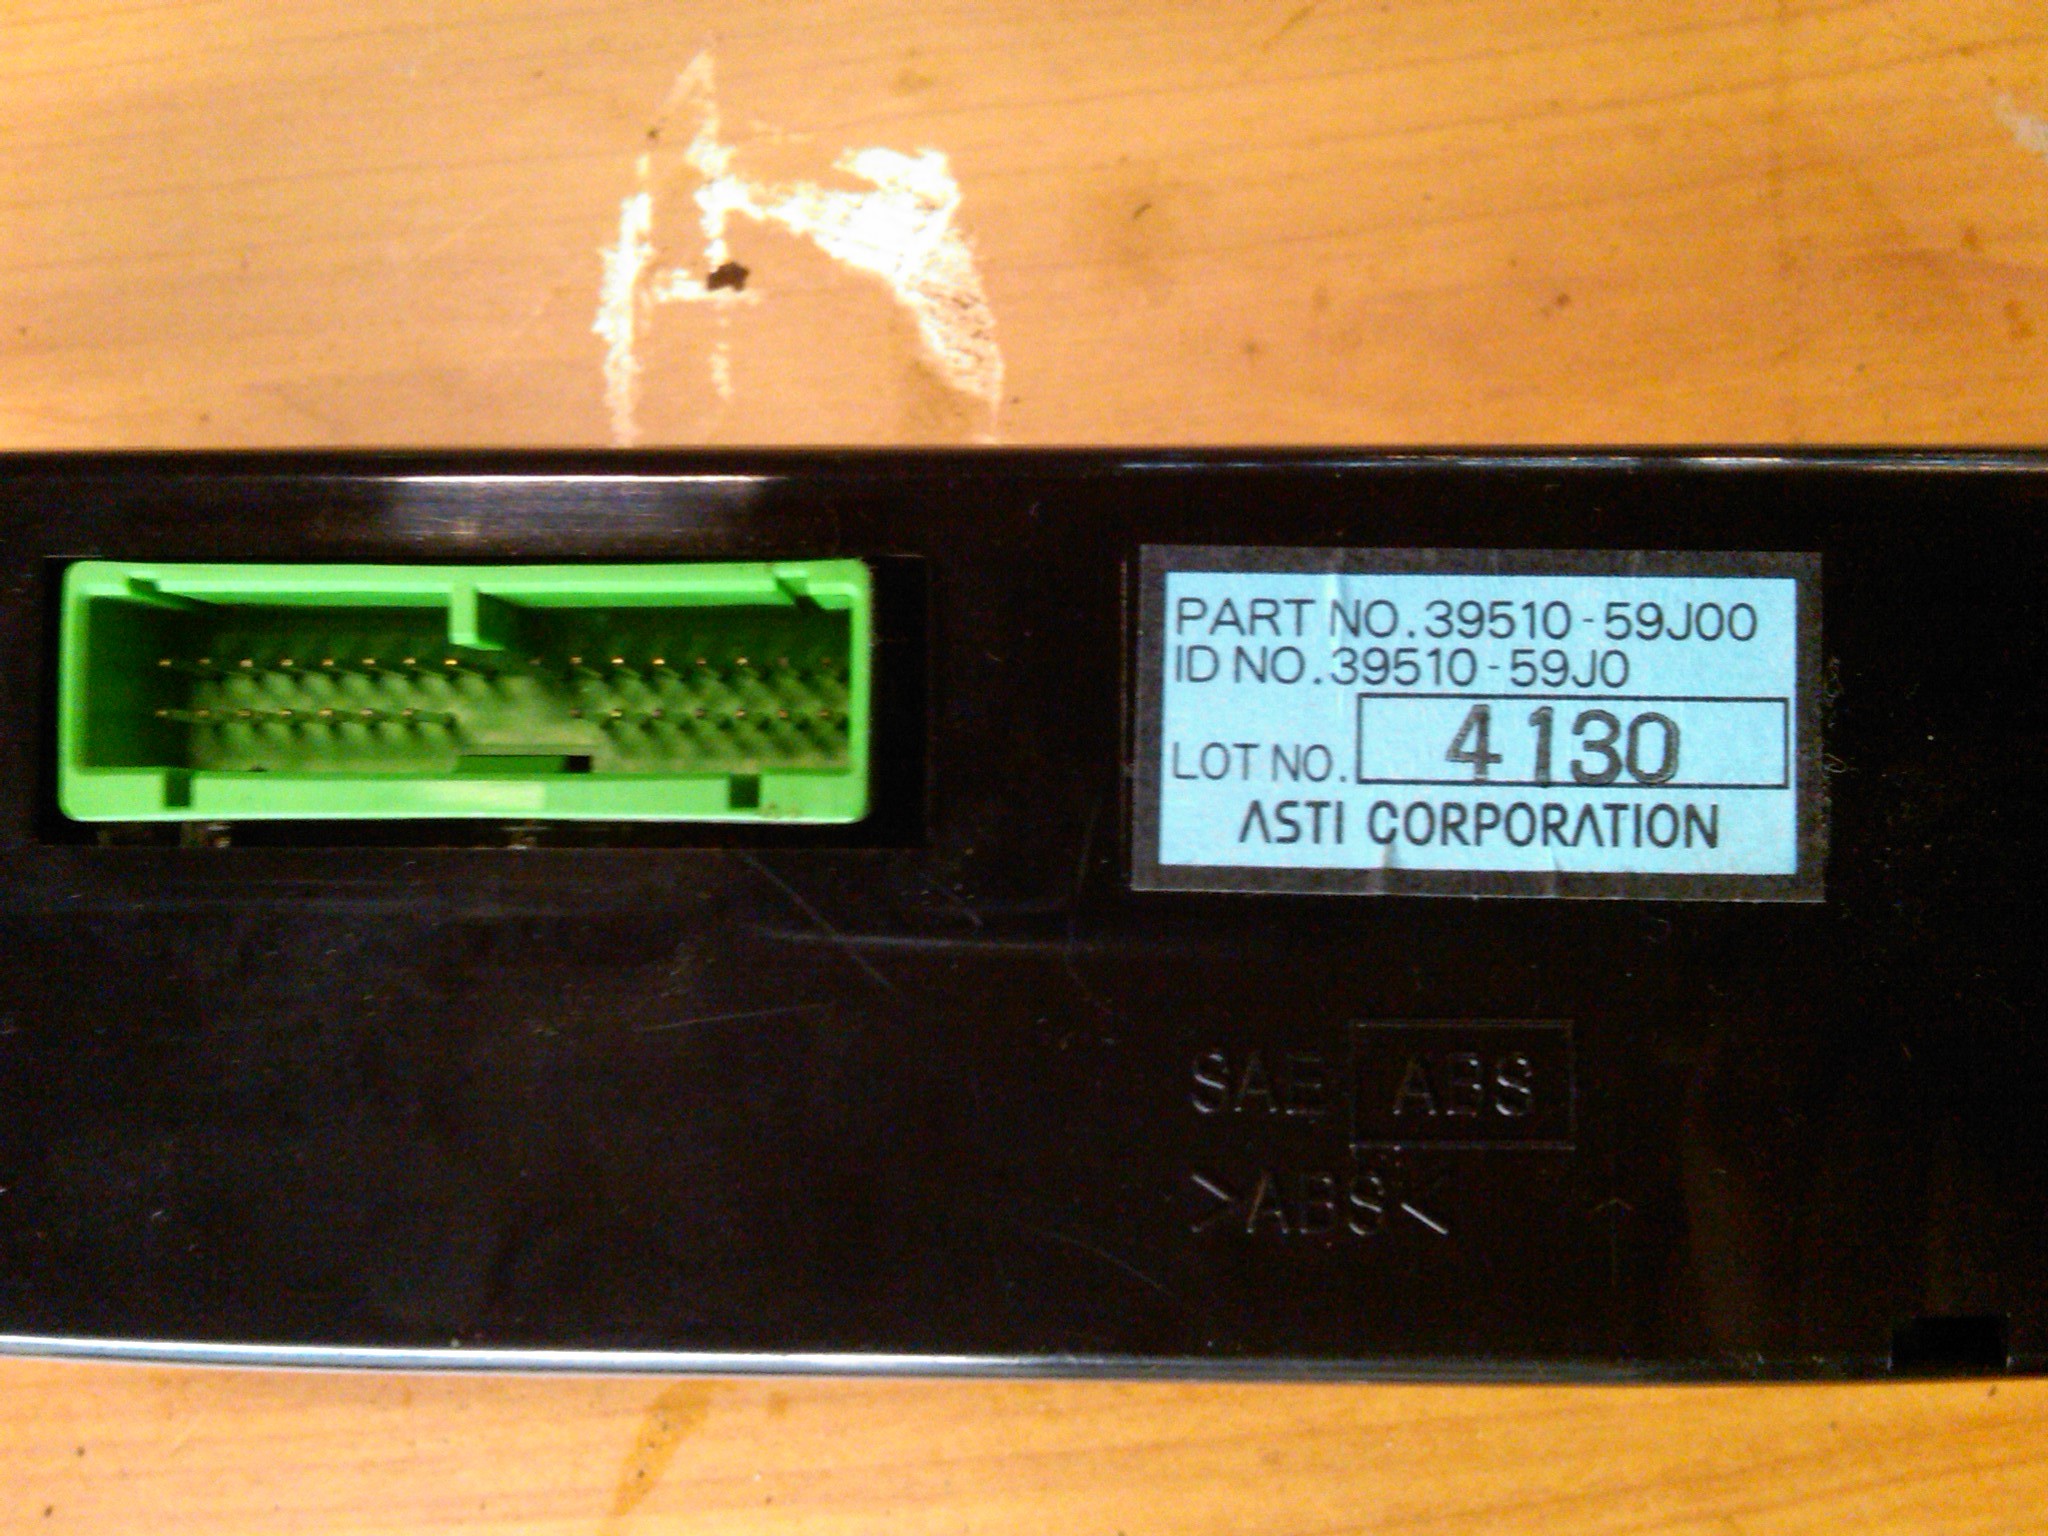 PART NO.39510-59J00
ID NO.39510-59J0
LOT NO. 4130
ASTI CORPORATION
SAE ABS
>ABS<